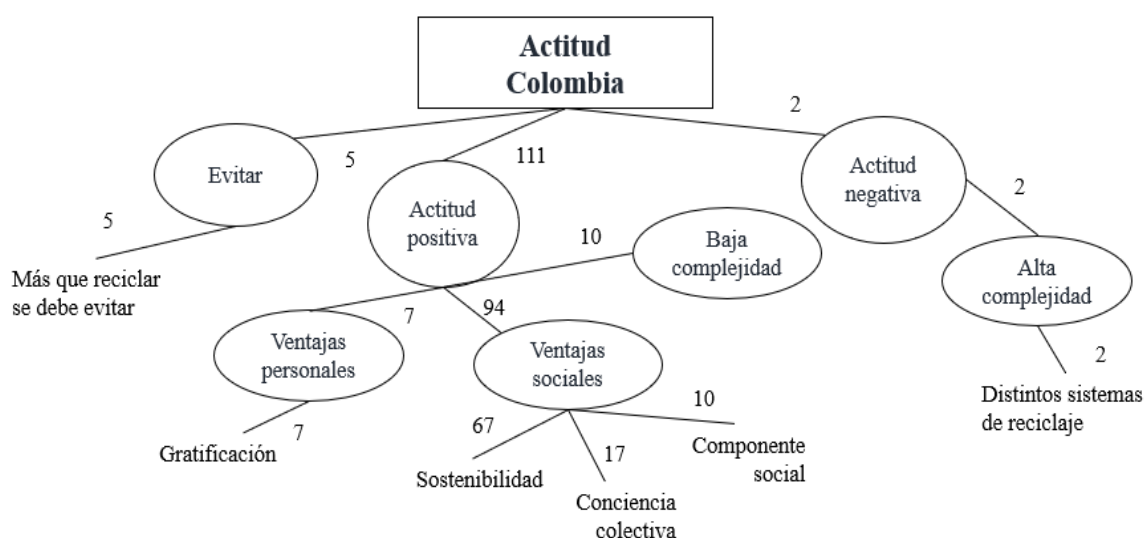 Actitud
Colombia
2
5
111
Evitar
Actitud
positiva
Actitud
negativa
2
5
10
Baja
complejidad
Más que reciclar
se debe evitar
Alta
complejidad
7
94
Ventajas
personales
Ventajas
sociales
2
7
67
17
10
Distintos sistemas
de reciclaje
Gratificación
Sostenibilidad
Componente
social
Conciencia
colectiva